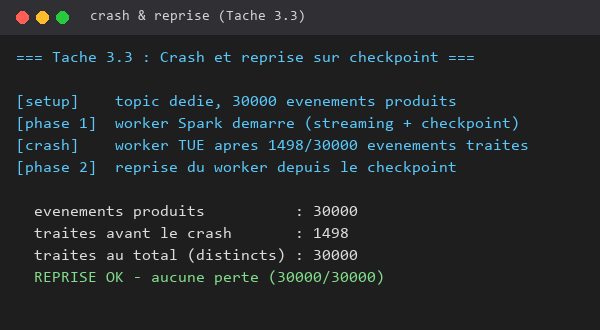 crash & reprise (Tache 3.3)
=== Tache 3.3 : Crash et reprise sur checkpoint ===
[setup]    topic dedie, 30000 evenements produits
[phase 1]  worker Spark demarre (streaming + checkpoint)
[crash]    worker TUE apres 1498/30000 evenements traites
[phase 2]  reprise du worker depuis le checkpoint
evenements produits          : 30000
traites avant le crash       : 1498
traites au total (distincts) : 30000
REPRISE OK - aucune perte (30000/30000)